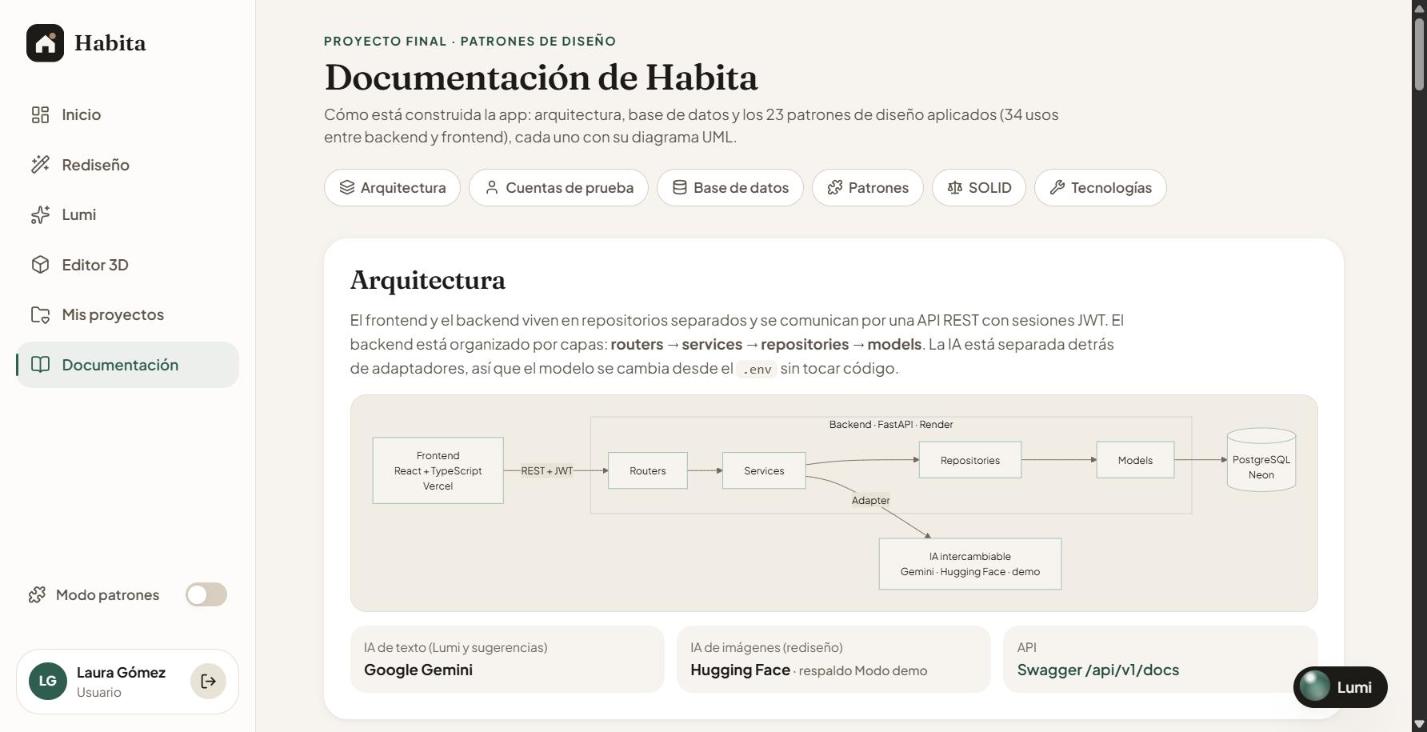 Habita
Inicio
Rediseño
Lumi
Editor 3D
Mis proyectos
Documentación
Modo patrones
LG
Laura Gómez
Usuario
PROYECTO FINAL · PATRONES DE DISEÑO
Documentación de Habita
Cómo está construida la app: arquitectura, base de datos y los 23 patrones de diseño aplicados (34 usos
entre backend y frontend), cada uno con su diagrama UML.
Arquitectura
Cuentas de prueba
Base de datos
Patrones
SOLID
Tecnologías
Arquitectura
El frontend y el backend viven en repositorios separados y se comunican por una API REST con sesiones JWT. El
backend está organizado por capas: routers → services → repositories → models. La IA está separada detrás
de adaptadores, así que el modelo se cambia desde el .env sin tocar código.
Backend · FastAPI · Render
Frontend
React + TypeScript
Vercel
REST + JWT
Routers
Services
Repositories
Models
PostgreSQL
Neon
Adapter
IA intercambiable
Gemini · Hugging Face · demo
IA de texto (Lumi y sugerencias)
Google Gemini
IA de imágenes (rediseño)
Hugging Face · respaldo Modo demo
API
Swagger /api/v1/docs
Lumi